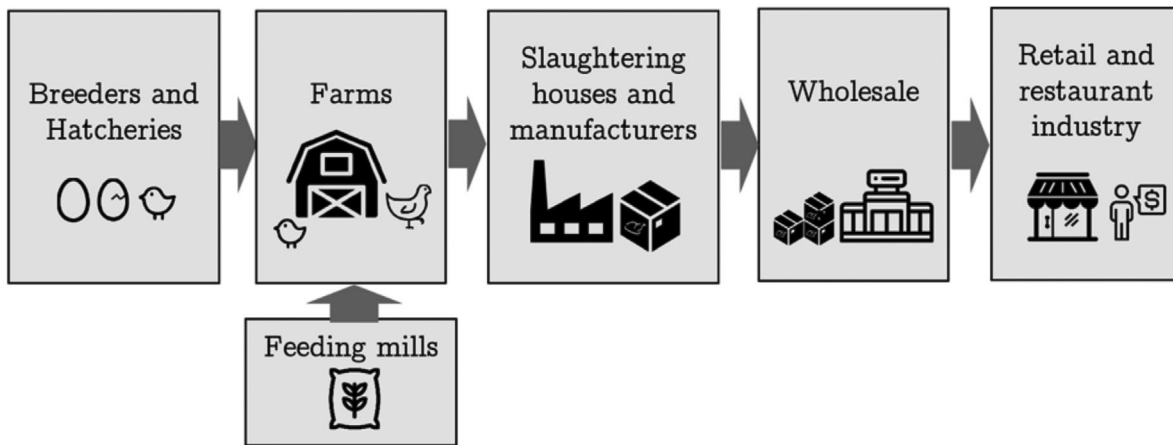 Breeders and
Hatcheries
Farms
Slaughtering
houses and
manufacturers
Wholesale
Retail and
restaurant
industry
$
Feeding mills